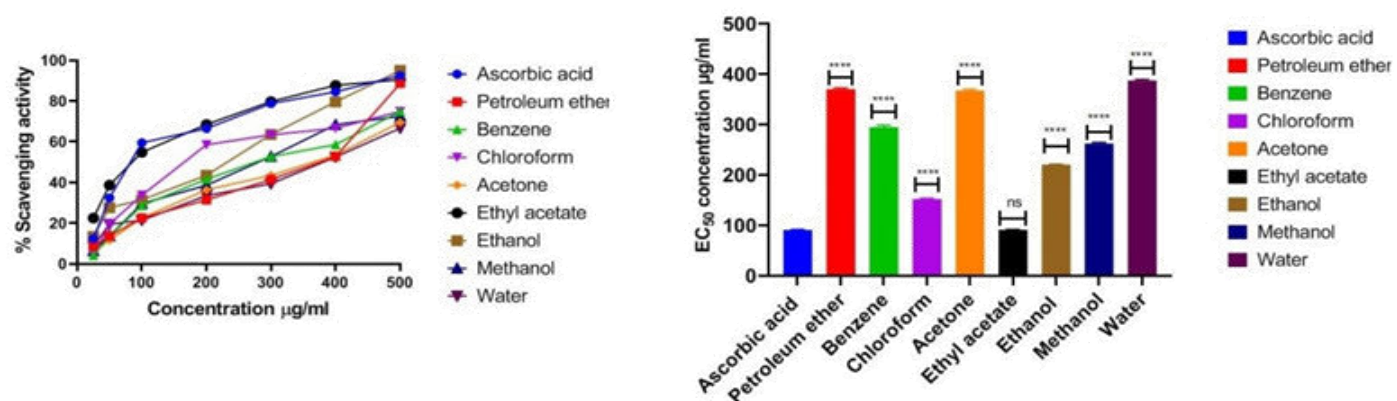 % Scavenging activity
100
80
60
40
20
0
0
100
200
300
400
500
Concentration µg/ml
Ascorbic acid
Petroleum ether
Benzene
Chloroform
Acetone
Ethyl acetate
Ethanol
Methanol
Water
EC50 concentration µg/ml
500
400
300
200
100
0
****
****
****
****
ns
****
****
****
Ascorbic acid
Petroleum ether
Benzene
Chloroform
Acetone
Ethyl acetate
Ethanol
Methanol
Water
Ascorbic acid
Petroleum ether
Benzene
Chloroform
Acetone
Ethyl acetate
Ethanol
Methanol
Water